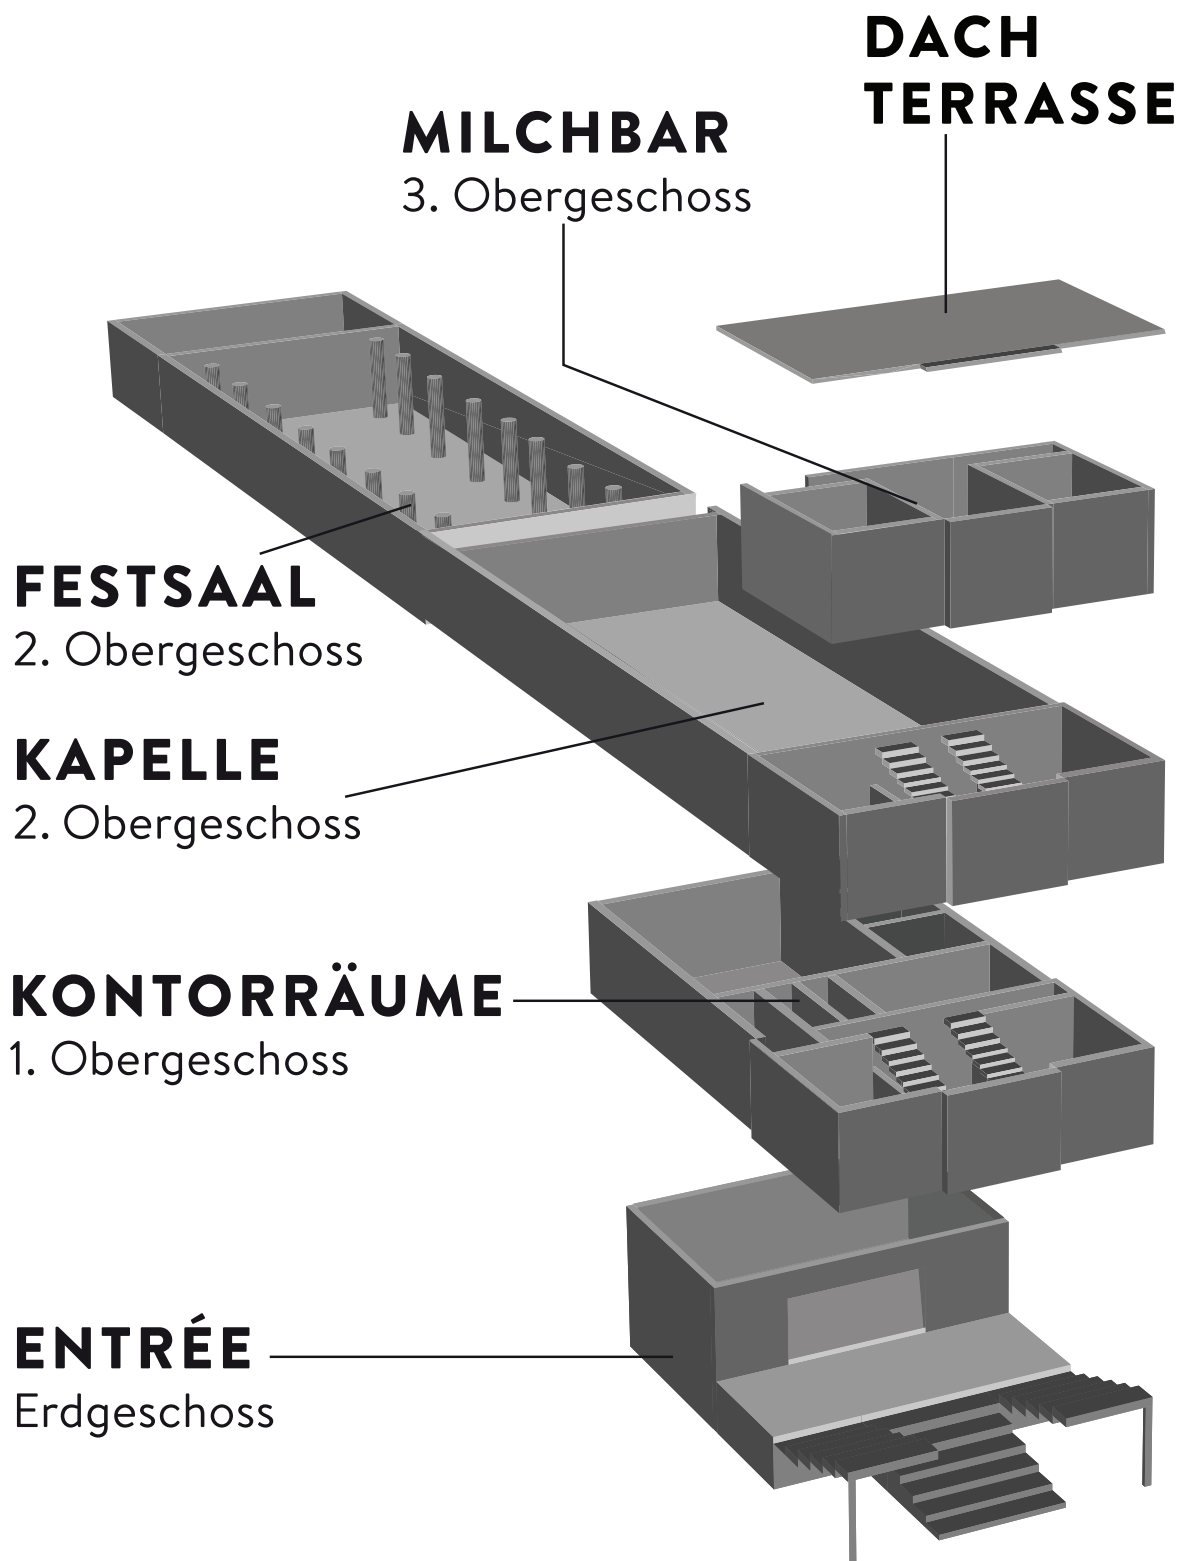 DACH
TERRASSE
MILCHBAR
3. Obergeschoss
FESTSAAL
2. Obergeschoss
KAPELLE
2. Obergeschoss
KONTORRÄUME
1. Obergeschoss
ENTRÉE
Erdgeschoss